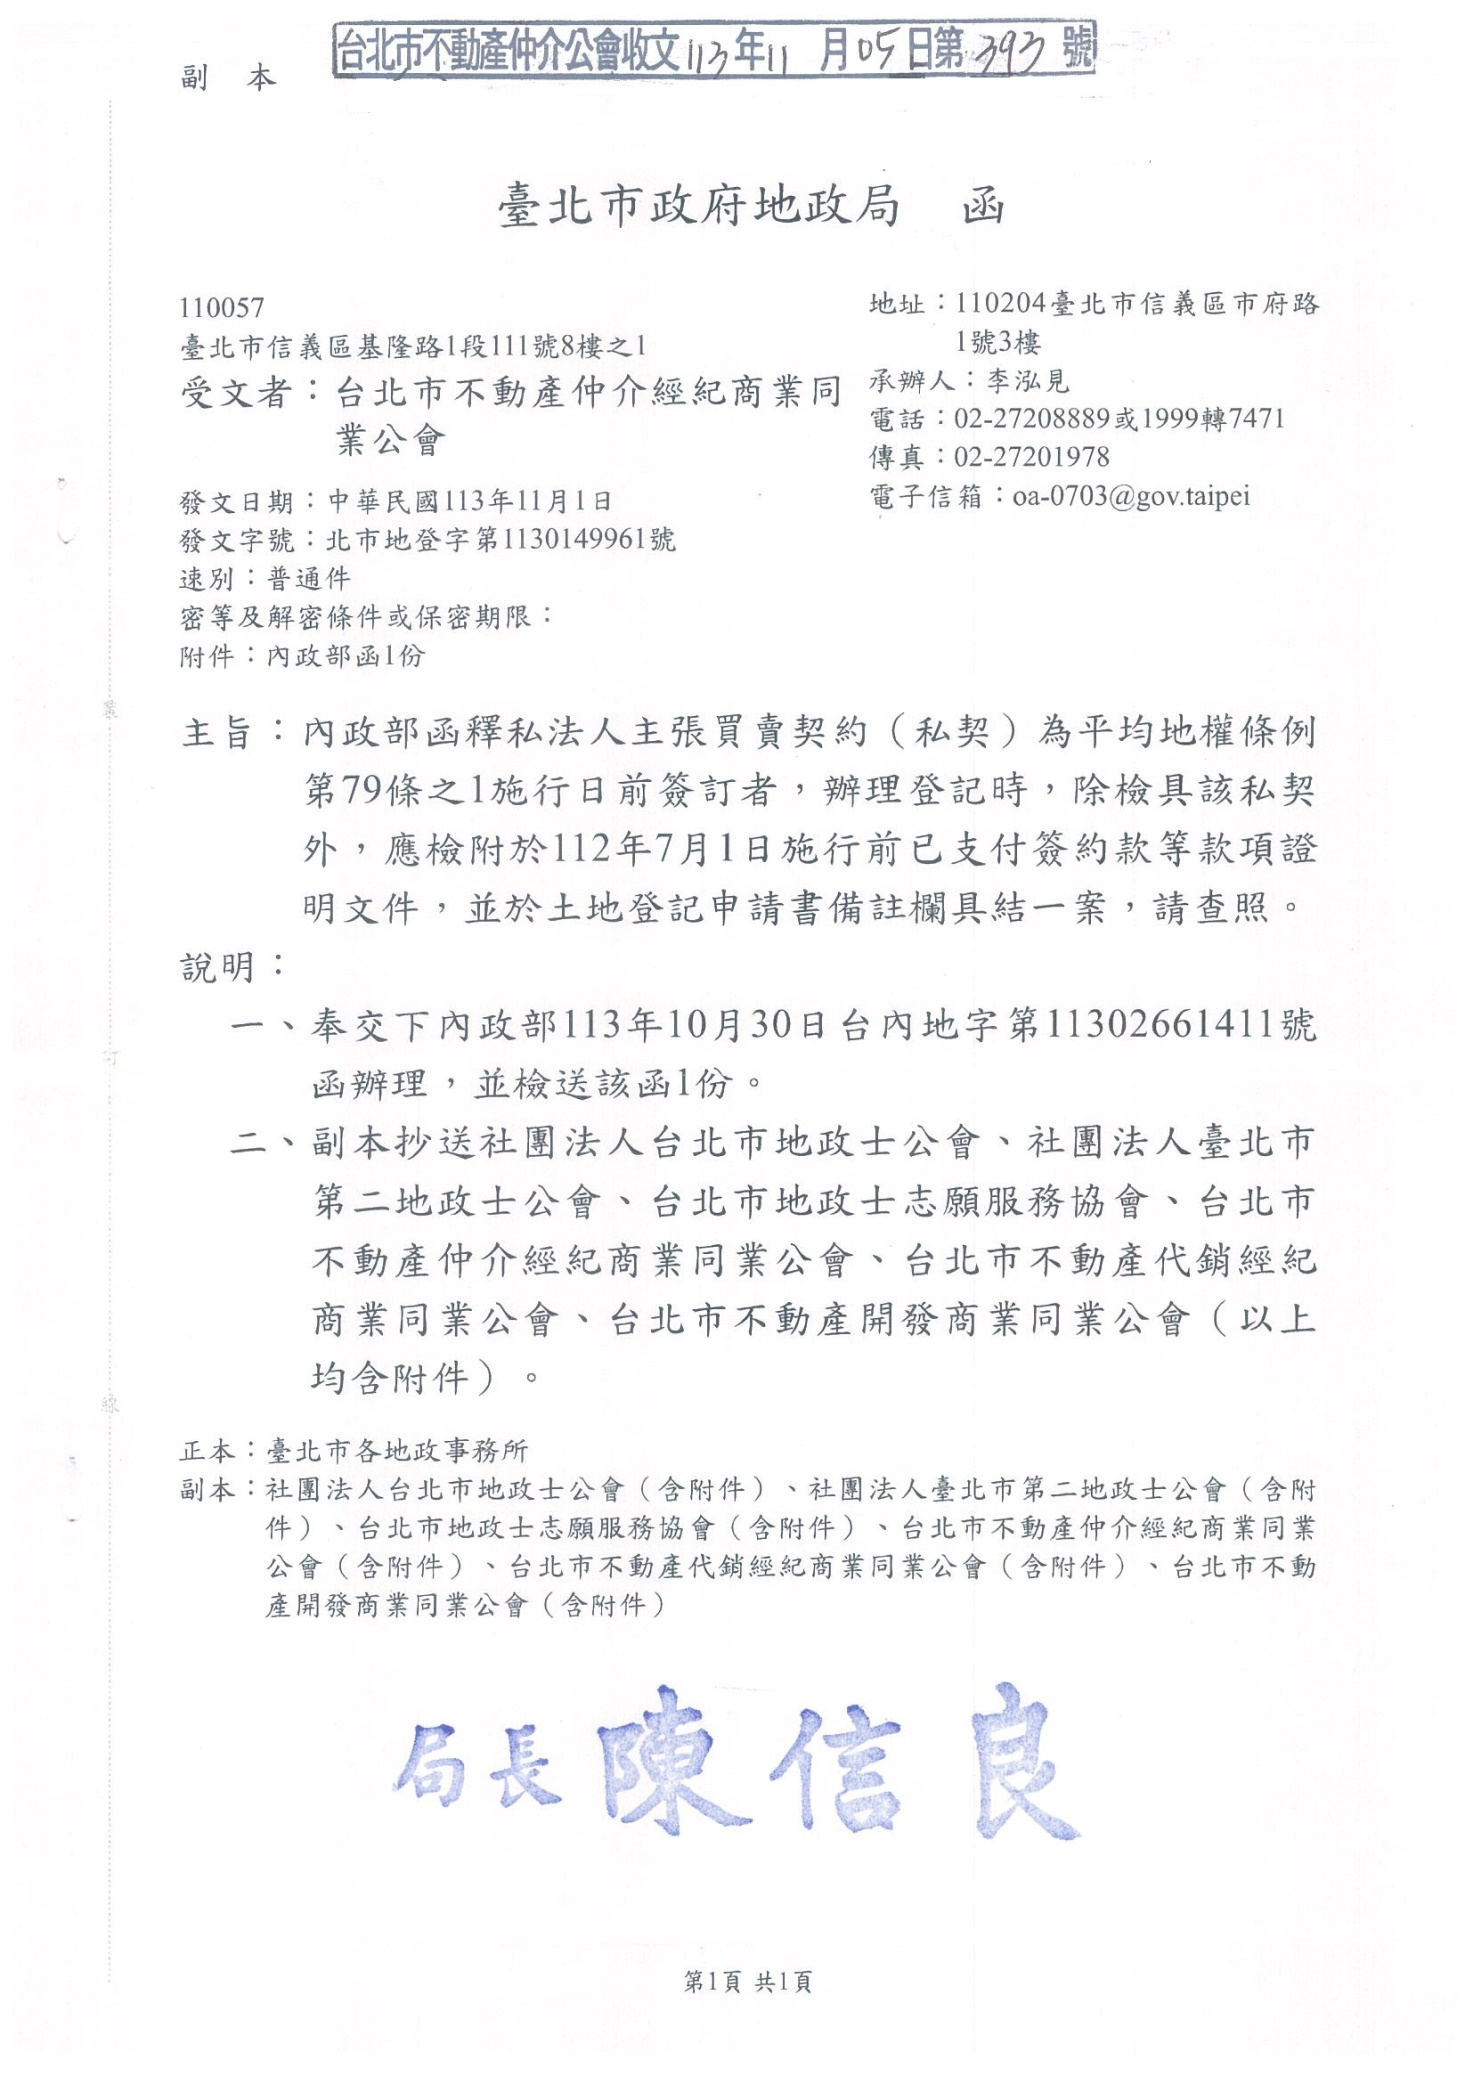 台北市不動產仲介公會收文113年11月05日第393號
副 本
臺北市政府地政局 函
110057
臺北市信義區基隆路1段111號8樓之1
受文者：台北市不動產仲介經紀商業同
業公會
地址：110204臺北市信義區市府路
1號3樓
承辦人：李泓見
電話：02-27208889或1999轉7471
傳真：02-27201978
電子信箱：oa-0703@gov.taipei
發文日期：中華民國113年11月1日
發文字號：北市地登字第1130149961號
速別：普通件
密等及解密條件或保密期限：
附件：內政部函1份
主旨：內政部函釋私法人主張買賣契約（私契）為平均地權條例
第79條之1施行日前簽訂者，辦理登記時，除檢具該私契
外，應檢附於112年7月1日施行前已支付簽約款等款項證
明文件，並於土地登記申請書備註欄具結一案，請查照。
說明：
一、奉交下內政部113年10月30日台內地字第11302661411號
函辦理，並檢送該函1份。
二、副本抄送社團法人台北市地政士公會、社團法人臺北市
第二地政士公會、台北市地政士志願服務協會、台北市
不動產仲介經紀商業同業公會、台北市不動產代銷經紀
商業同業公會、台北市不動產開發商業同業公會（以上
均含附件）。
正本：臺北市各地政事務所
副本：社團法人台北市地政士公會（含附件）、社團法人臺北市第二地政士公會（含附
件）、台北市地政士志願服務協會（含附件）、台北市不動產仲介經紀商業同業
公會（含附件）、台北市不動產代銷經紀商業同業公會（含附件）、台北市不動
產開發商業同業公會（含附件）
局長陳信良
第1頁 共1頁
裝
訂
線